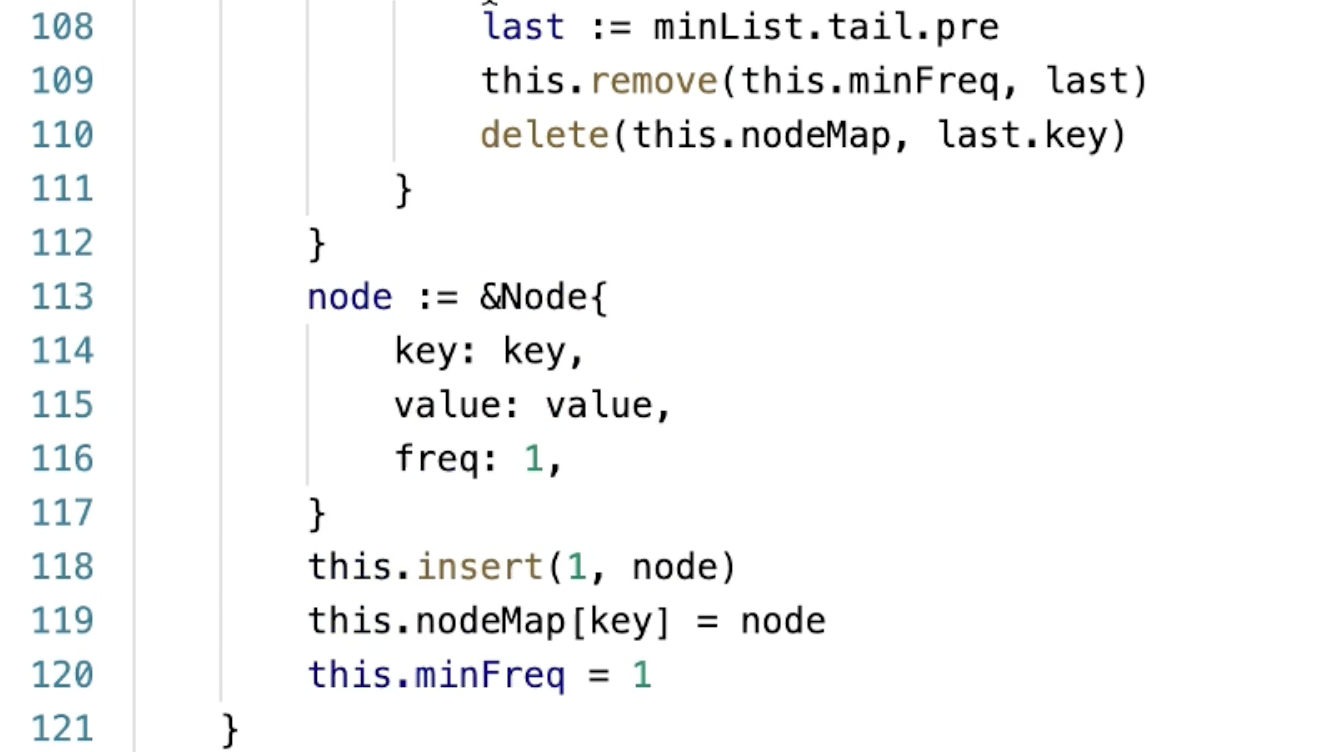 108 last := minList.tail.pre
109 this.remove(this.minFreq, last)
110 delete(this.nodeMap, last.key)
111 }
112 }
113 node := &Node{
114 key: key,
115 value: value,
116 freq: 1,
117 }
118 this.insert(1, node)
119 this.nodeMap[key] = node
120 this.minFreq = 1
121 }